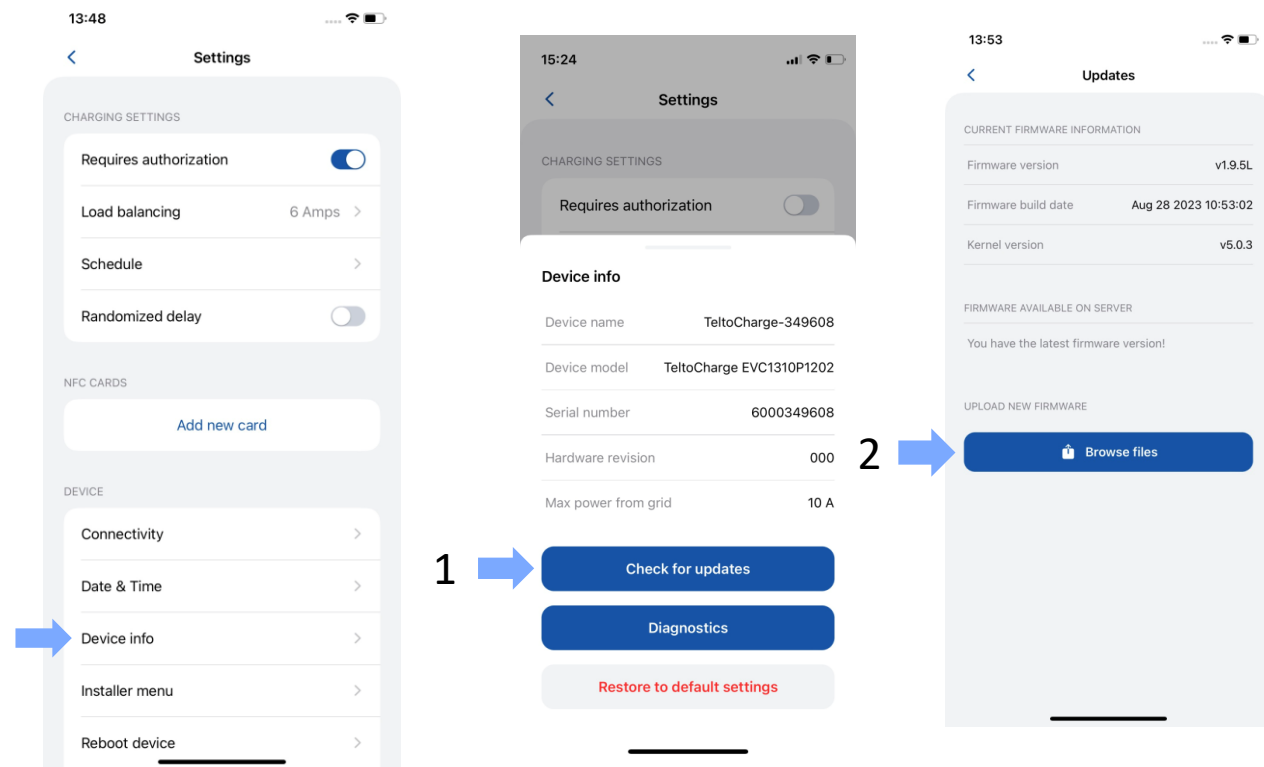 13:48
Settings
CHARGING SETTINGS
Requires authorization
Load balancing 6 Amps
Schedule
Randomized delay
NFC CARDS
Add new card
DEVICE
Connectivity
Date & Time
Device info
Installer menu
Reboot device
15:24
Settings
CHARGING SETTINGS
Requires authorization
Device info
Device name TeltoCharge-349608
Device model TeltoCharge EVC1310P1202
Serial number 6000349608
Hardware revision 000
Max power from grid 10 A
1
Check for updates
Diagnostics
Restore to default settings
13:53
Updates
CURRENT FIRMWARE INFORMATION
Firmware version v1.9.5L
Firmware build date Aug 28 2023 10:53:02
Kernel version v5.0.3
FIRMWARE AVAILABLE ON SERVER
You have the latest firmware version!
UPLOAD NEW FIRMWARE
2
Browse files